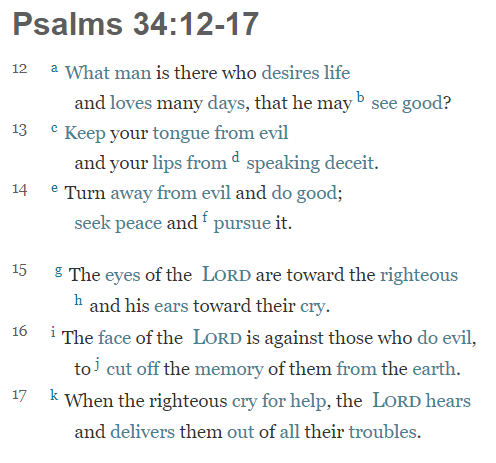 Psalms 34:12-17
12 a What man is there who desires life
and loves many days, that he may b see good?
13 c Keep your tongue from evil
and your lips from d speaking deceit.
14 e Turn away from evil and do good;
seek peace and f pursue it.
15 g The eyes of the LORD are toward the righteous
h and his ears toward their cry.
16 i The face of the LORD is against those who do evil,
to j cut off the memory of them from the earth.
17 k When the righteous cry for help, the LORD hears
and delivers them out of all their troubles.